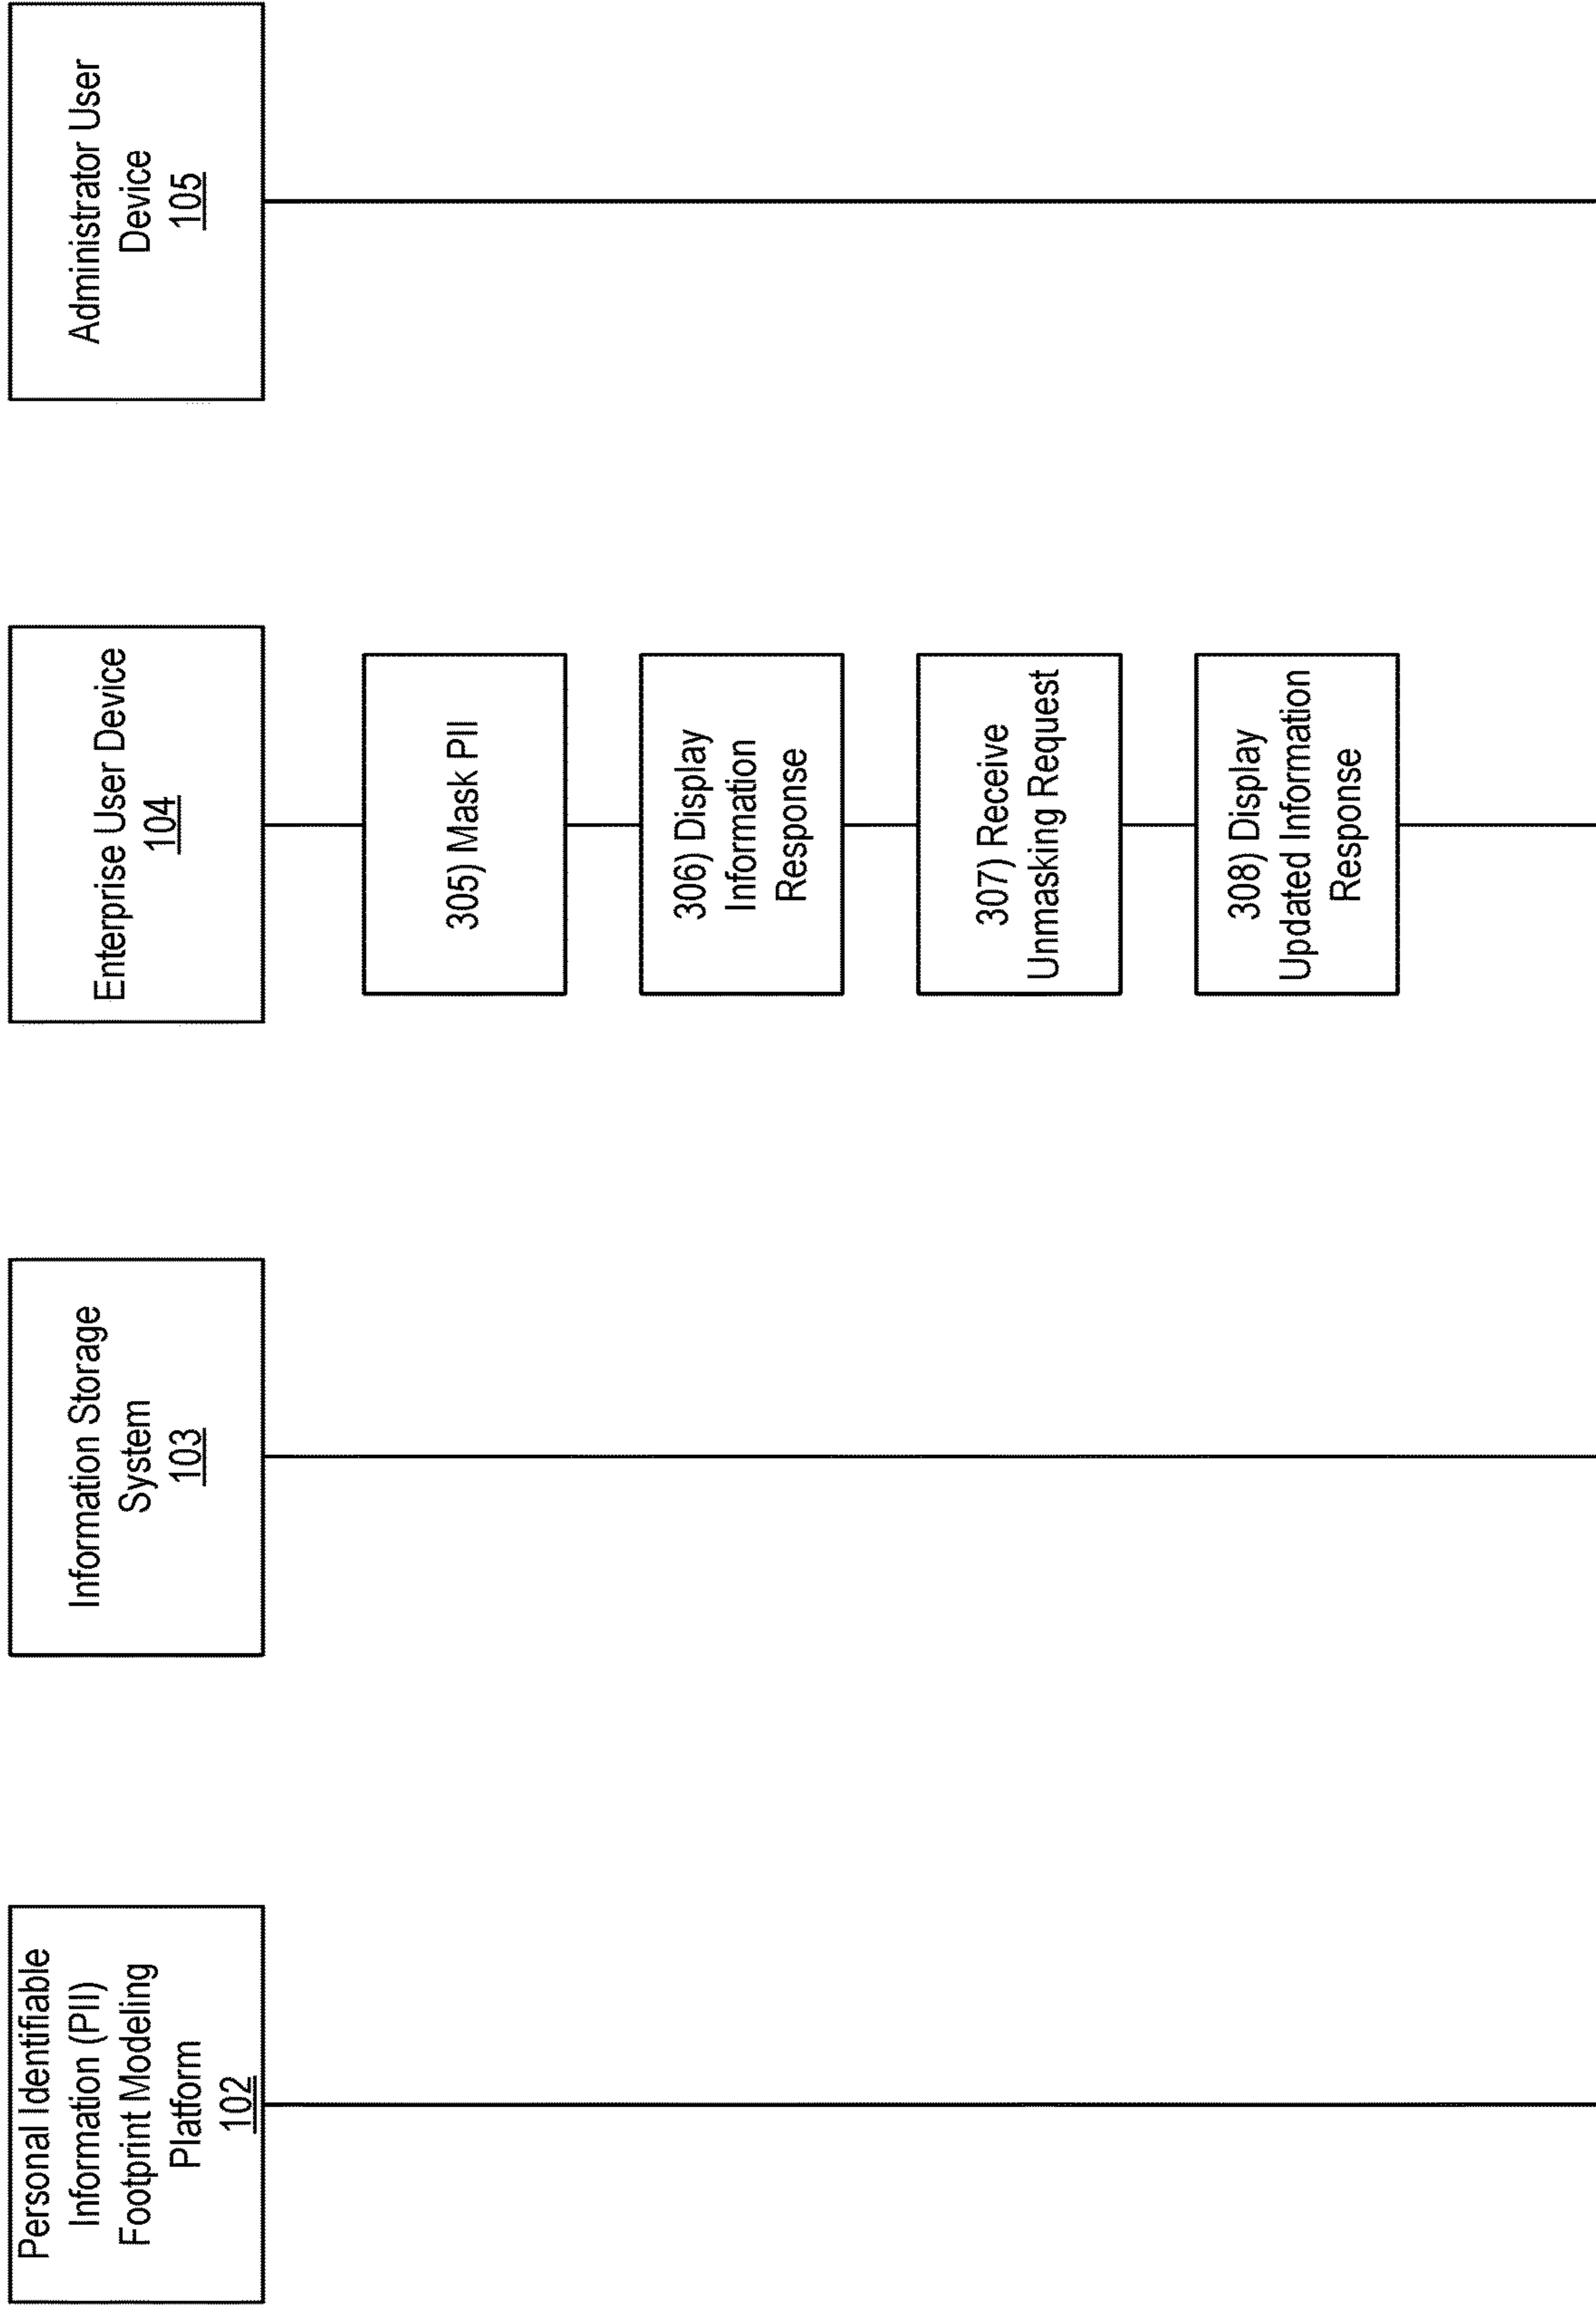 Personal Identifiable
Information (PII)
Footprint Modeling
Platform
102
Information Storage
System
103
Enterprise User Device
104
Administrator User
Device
105
305) Mask PII
306) Display
Information
Response
307) Receive
Unmasking Request
308) Display
Updated Information
Response